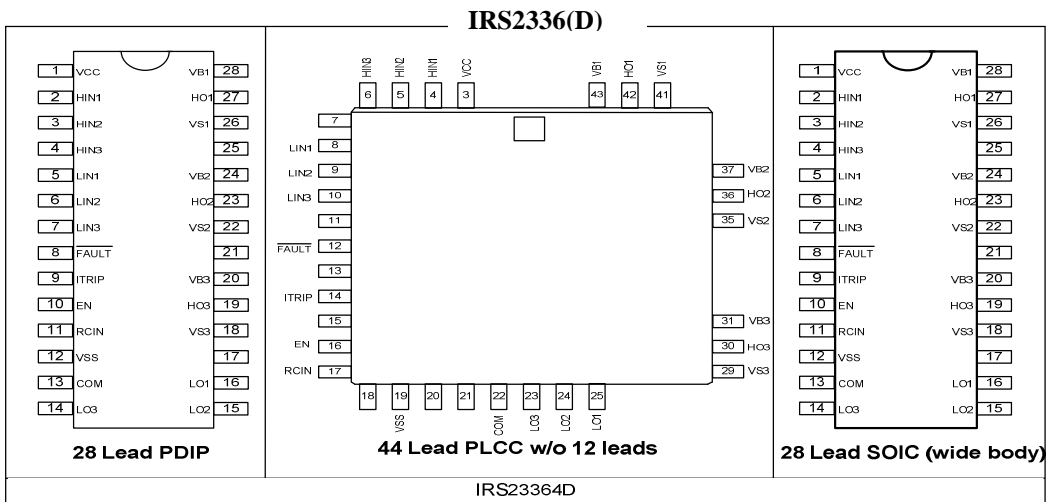 IRS2336(D)
1 VCC VB1 28
2 HIN1 HO1 27
3 HIN2 VS1 26
4 HIN3 25
5 LIN1 VB2 24
6 LIN2 HO2 23
7 LIN3 VS2 22
8 FAULT 21
9 ITRIP VB3 20
10 EN HO3 19
11 RCIN VS3 18
12 VSS 17
13 COM LO1 16
14 LO3 LO2 15
28 Lead PDIP
HIN3 HIN2 HIN1 VCC VB1 HO1 VS1
6 5 4 3 43 42 41
7
LIN1 8
LIN2 9
37 VB2
LIN3 10
36 HO2
11
35 VS2
FAULT 12
13
ITRIP 14
15
31 VB3
EN 16
30 HO3
RCIN 17
29 VS3
18 19 20 21 22 23 24 25
VSS COM LO3 LO2 LO1
44 Lead PLCC w/o 12 leads
1 VCC VB1 28
2 HIN1 HO1 27
3 HIN2 VS1 26
4 HIN3 25
5 LIN1 VB2 24
6 LIN2 HO2 23
7 LIN3 VS2 22
8 FAULT 21
9 ITRIP VB3 20
10 EN HO3 19
11 RCIN VS3 18
12 VSS 17
13 COM LO1 16
14 LO3 LO2 15
28 Lead SOIC (wide body)
IRS23364D